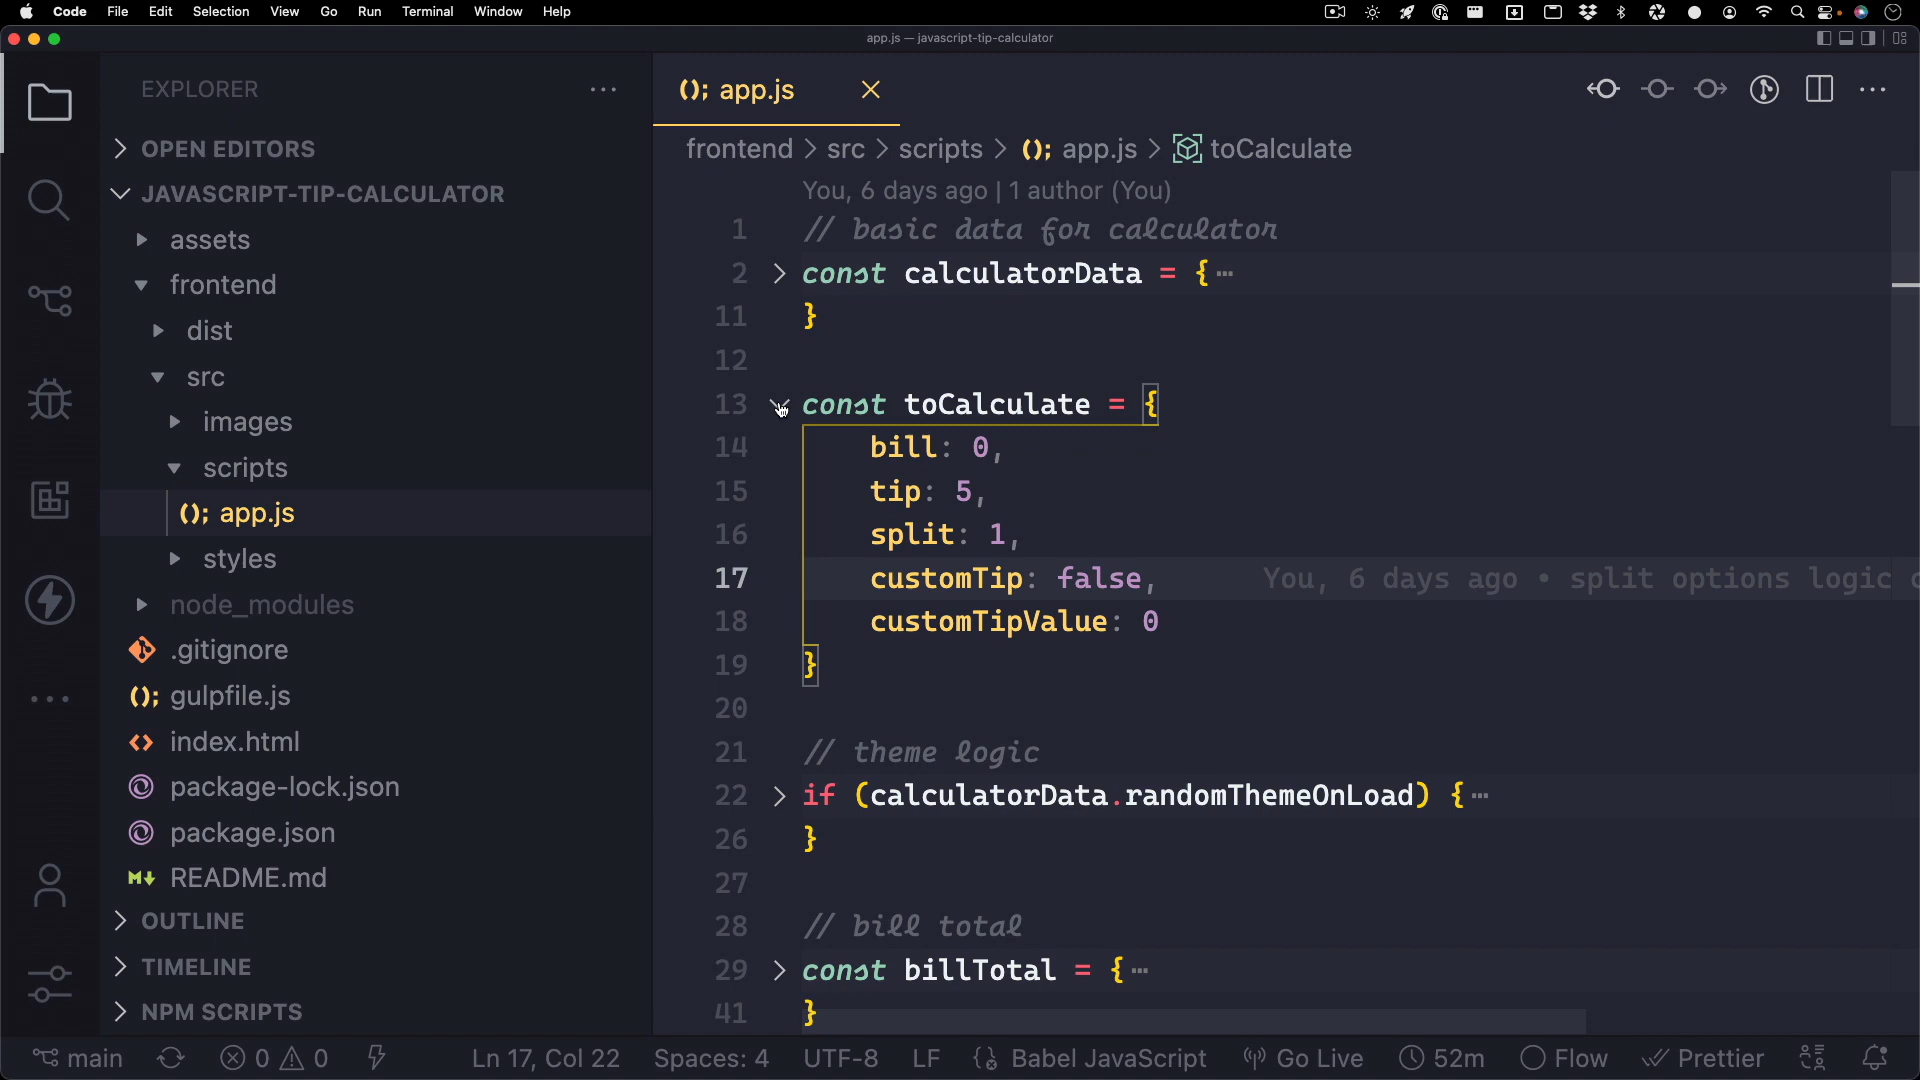 Code File Edit Selection View Go Run Terminal Window Help
app.js — javascript-tip-calculator
EXPLORER
OPEN EDITORS
JAVASCRIPT-TIP-CALCULATOR
assets
frontend
dist
src
images
scripts
(); app.js
styles
node_modules
.gitignore
(); gulpfile.js
<> index.html
package-lock.json
package.json
M↓ README.md
OUTLINE
TIMELINE
NPM SCRIPTS
(); app.js
frontend > src > scripts > (); app.js > toCalculate
You, 6 days ago | 1 author (You)
1 // basic data for calculator
2 > const calculatorData = { ⋯
11 }
12
13 const toCalculate = {
14 bill: 0,
15 tip: 5,
16 split: 1,
17 customTip: false, You, 6 days ago • split options logic
18 customTipValue: 0
19 }
20
21 // theme logic
22 > if (calculatorData.randomThemeOnLoad) { ⋯
26 }
27
28 // bill total
29 > const billTotal = { ⋯
41 }
main 0 0 Ln 17, Col 22 Spaces: 4 UTF-8 LF Babel JavaScript Go Live 52m Flow Prettier